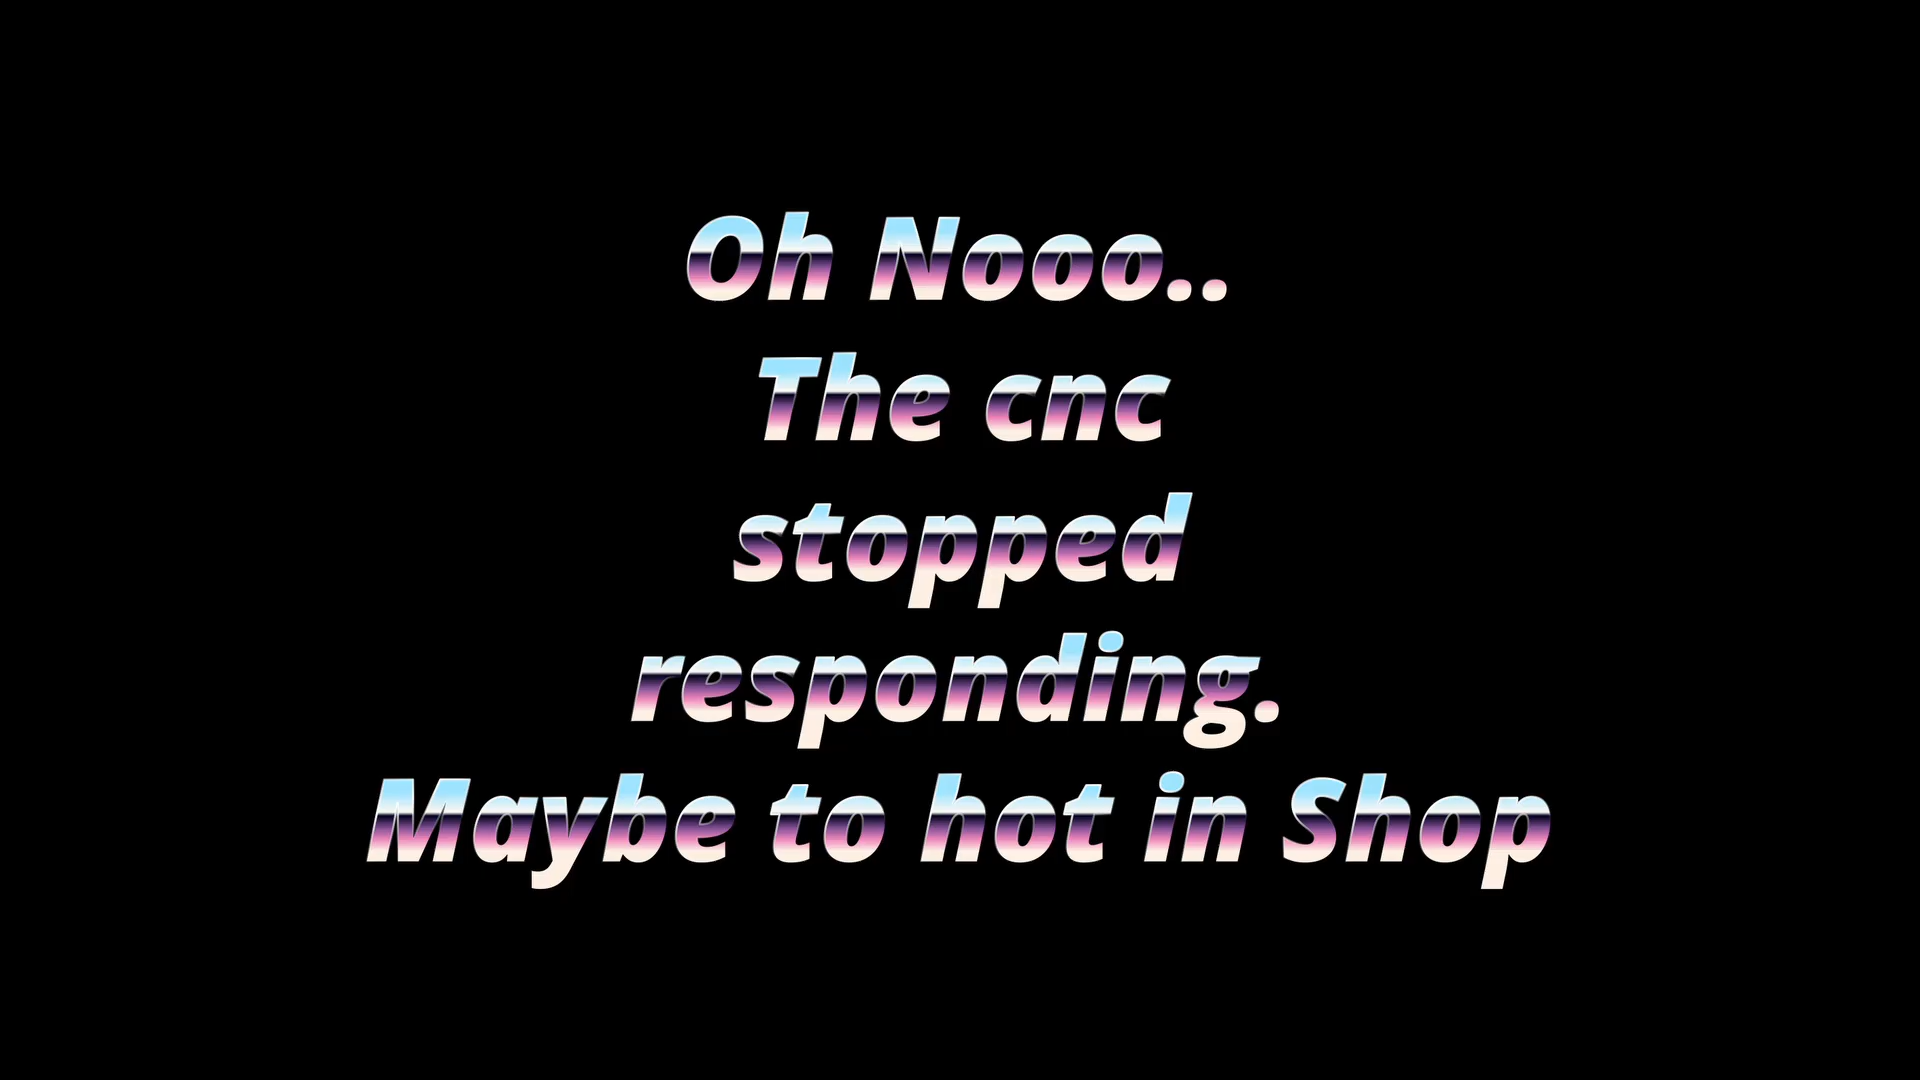 Oh Nooo..
The cnc
stopped
responding.
Maybe to hot in Shop